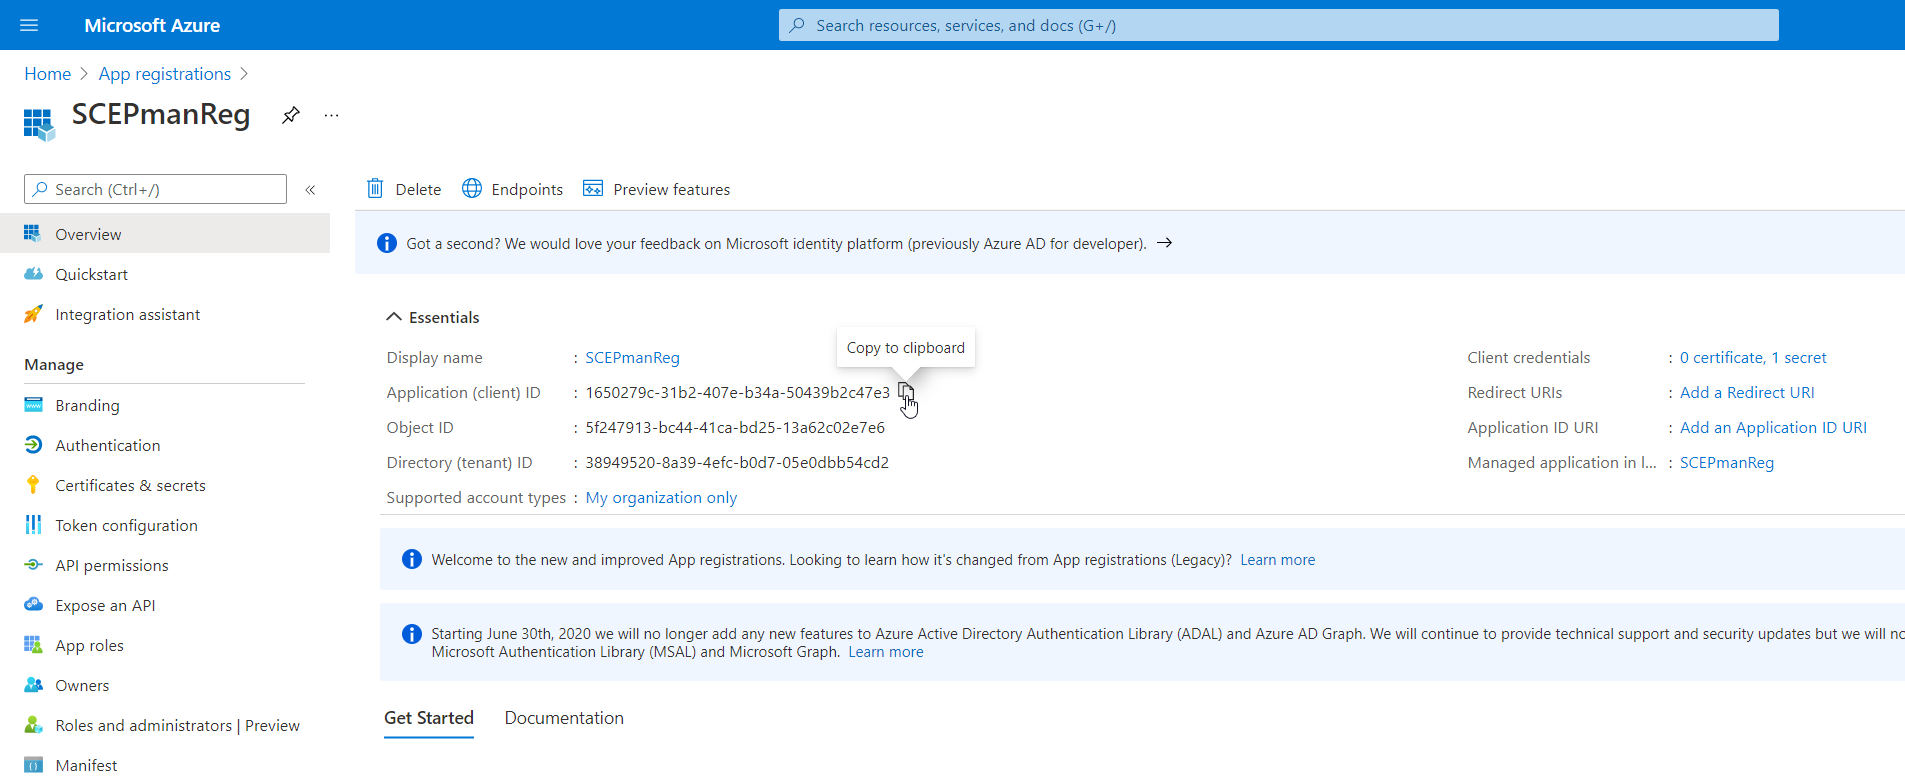 Microsoft Azure
Search resources, services, and docs (G+/)
Home > App registrations >
SCEPmanReg
...
Search (Ctrl+/)
«
Overview
Quickstart
Integration assistant
Manage
Branding
Authentication
Certificates & secrets
Token configuration
API permissions
Expose an API
App roles
Owners
Roles and administrators | Preview
Manifest
Delete
Endpoints
Preview features
Got a second? We would love your feedback on Microsoft identity platform (previously Azure AD for developer). →
Essentials
Copy to clipboard
Display name : SCEPmanReg
Application (client) ID : 1650279c-31b2-407e-b34a-50439b2c47e3
Object ID : 5f247913-bc44-41ca-bd25-13a62c02e7e6
Directory (tenant) ID : 38949520-8a39-4efc-b0d7-05e0dbb54cd2
Supported account types : My organization only
Client credentials : 0 certificate, 1 secret
Redirect URIs : Add a Redirect URI
Application ID URI : Add an Application ID URI
Managed application in l... : SCEPmanReg
Welcome to the new and improved App registrations. Looking to learn how it's changed from App registrations (Legacy)? Learn more
Starting June 30th, 2020 we will no longer add any new features to Azure Active Directory Authentication Library (ADAL) and Azure AD Graph. We will continue to provide technical support and security updates but we will no
Microsoft Authentication Library (MSAL) and Microsoft Graph. Learn more
Get Started
Documentation